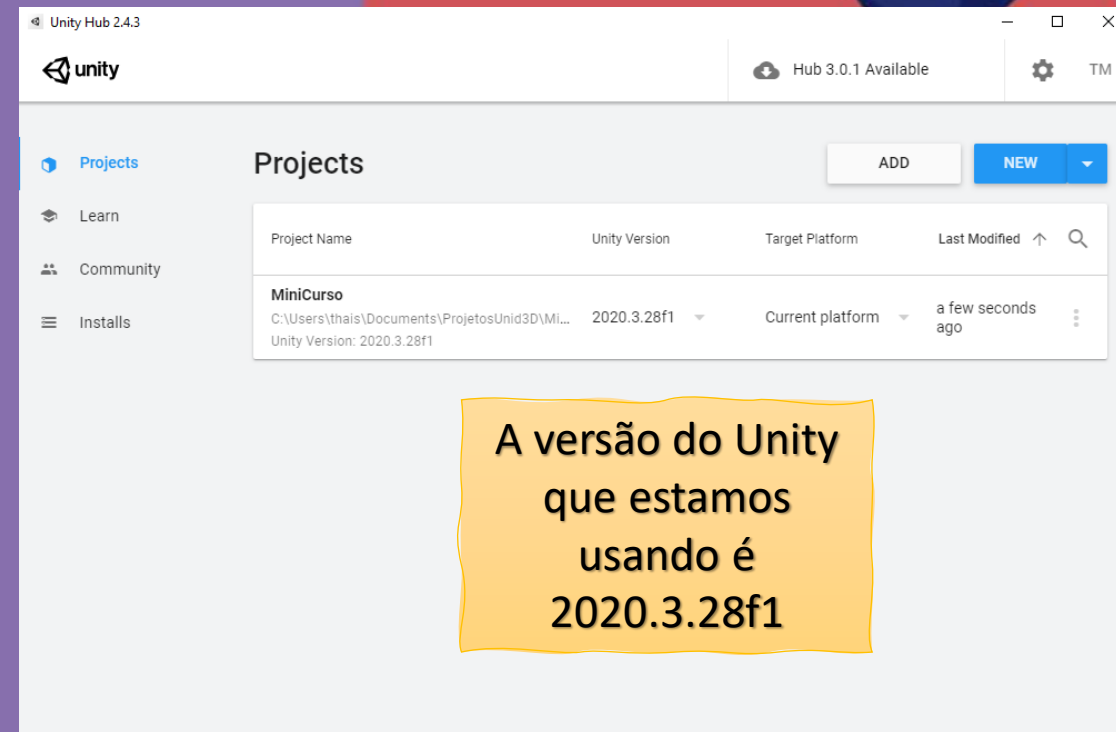 Unity Hub 2.4.3
unity
Hub 3.0.1 Available
TM
Projects
Learn
Community
Installs
Projects
ADD
NEW
Project Name
Unity Version
Target Platform
Last Modified
MiniCurso
C:\Users\thais\Documents\ProjetosUnid3D\Mi...
Unity Version: 2020.3.28f1
2020.3.28f1
Current platform
a few seconds
ago
A versão do Unity
que estamos
usando é
2020.3.28f1